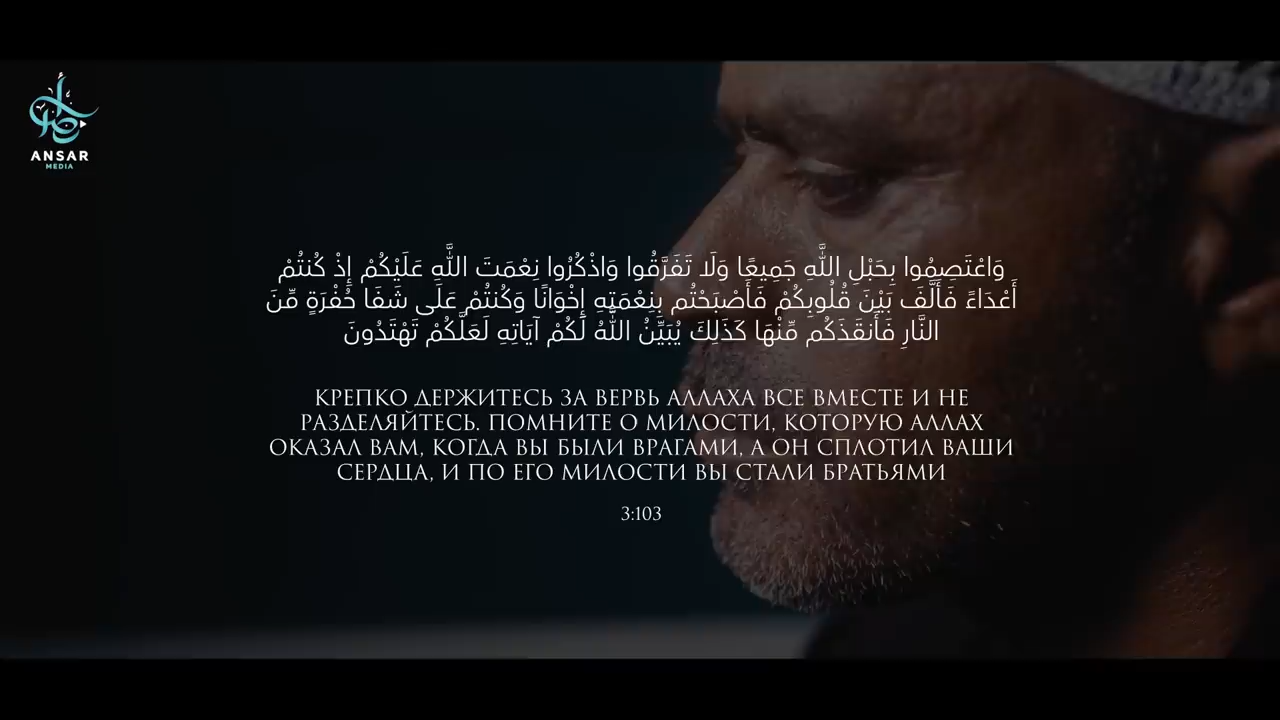 ANSAR
MEDIA
وَاعْتَصِمُوا بِحَبْلِ اللَّهِ جَمِيعًا وَلَا تَفَرَّقُوا وَاذْكُرُوا نِعْمَتَ اللَّهِ عَلَيْكُمْ إِذْ كُنتُمْ
أَعْدَاءً فَأَلَّفَ بَيْنَ قُلُوبِكُمْ فَأَصْبَحْتُم بِنِعْمَتِهِ إِخْوَانًا وَكُنتُمْ عَلَى شَفَا حُفْرَةٍ مِّنَ
النَّارِ فَأَنقَذَكُم مِّنْهَا كَذَلِكَ يُبَيِّنُ اللَّهُ لَكُمْ آيَاتِهِ لَعَلَّكُمْ تَهْتَدُونَ
КРЕПКО ДЕРЖИТЕСЬ ЗА ВЕРВЬ АЛЛАХА ВСЕ ВМЕСТЕ И НЕ
РАЗДЕЛЯЙТЕСЬ. ПОМНИТЕ О МИЛОСТИ, КОТОРУЮ АЛЛАХ
ОКАЗАЛ ВАМ, КОГДА ВЫ БЫЛИ ВРАГАМИ, А ОН СПЛОТИЛ ВАШИ
СЕРДЦА, И ПО ЕГО МИЛОСТИ ВЫ СТАЛИ БРАТЬЯМИ
3:103